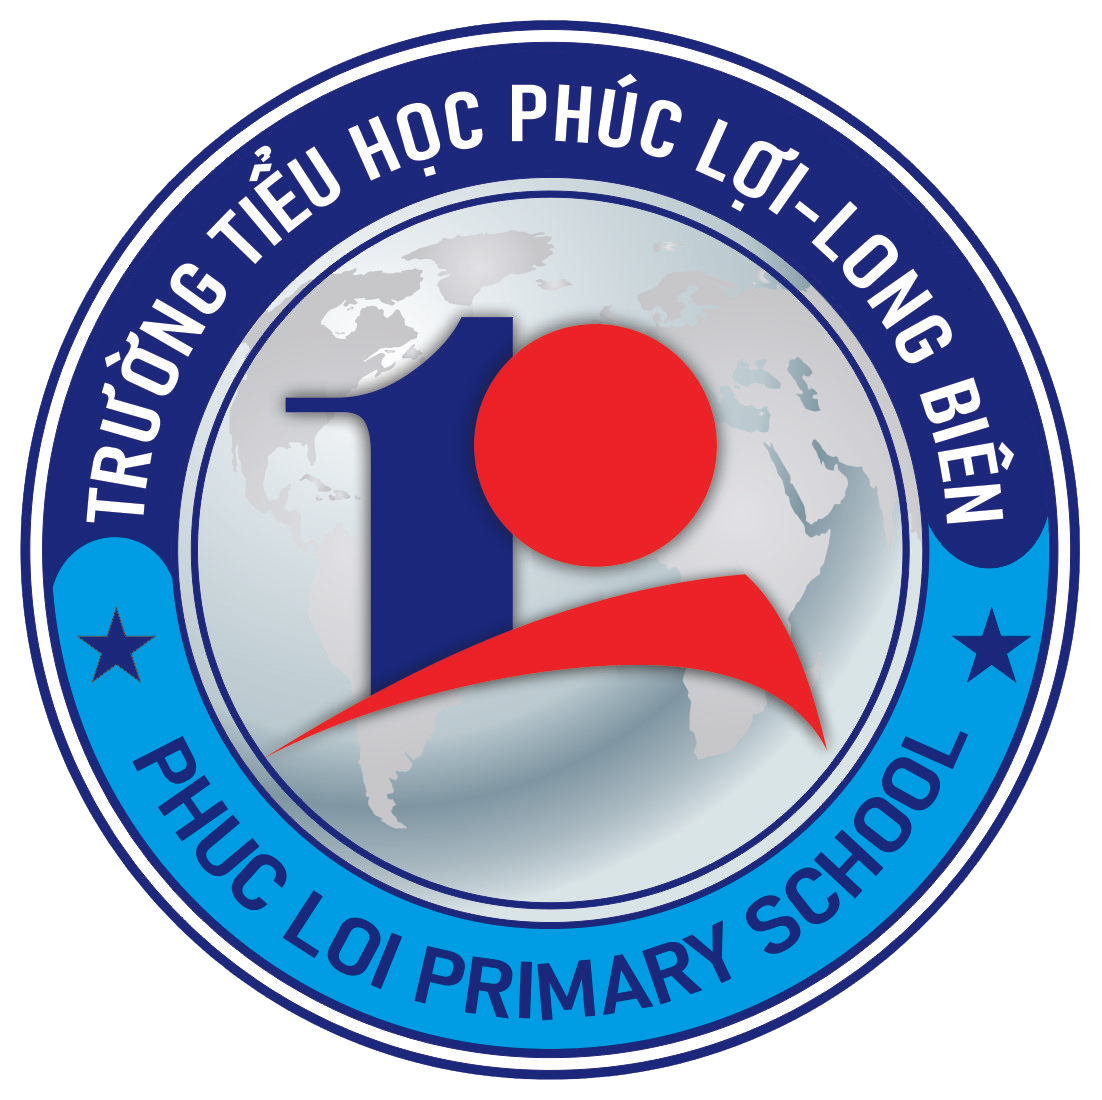 TRƯỜNG TIỂU HỌC PHÚC LỢI-LONG BIÊN
PHUC LOI PRIMARY SCHOOL